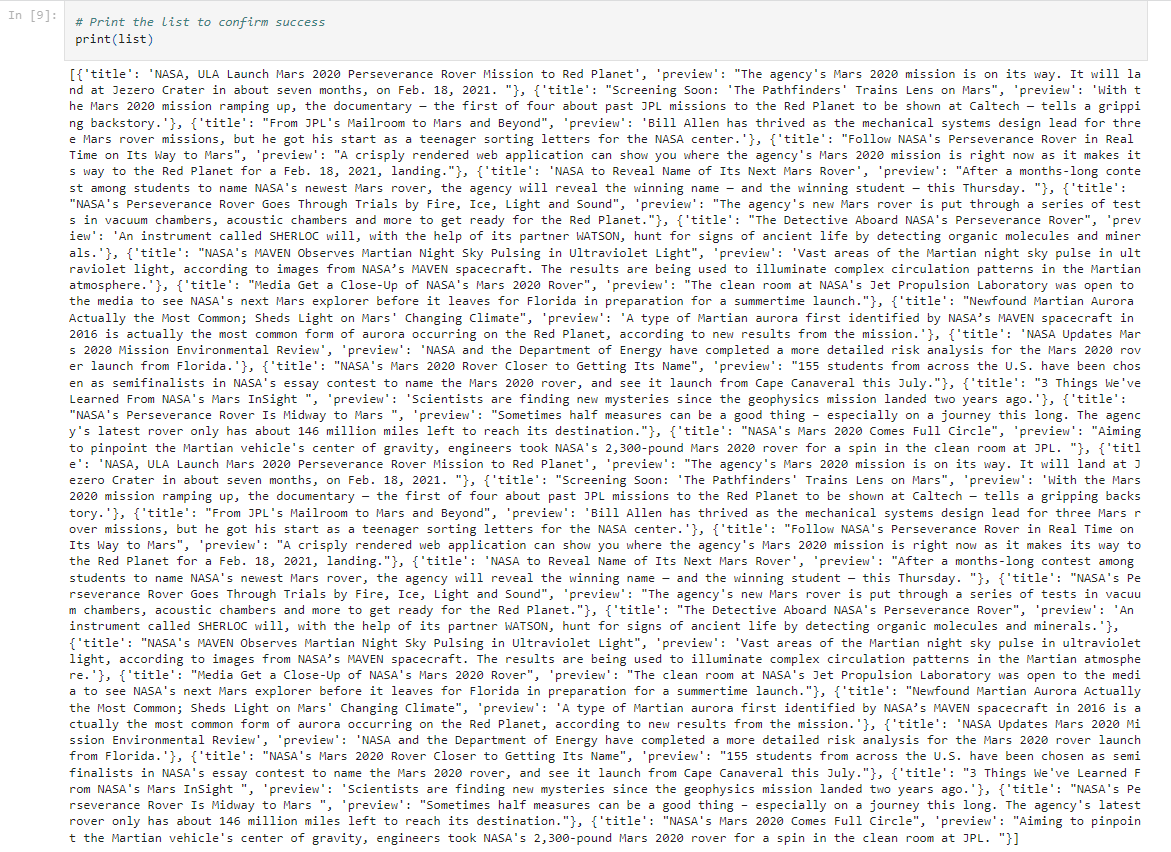 In [9]:
# Print the list to confirm success
print(list)
[{'title': 'NASA, ULA Launch Mars 2020 Perseverance Rover Mission to Red Planet', 'preview': "The agency's Mars 2020 mission is on its way. It will la
nd at Jezero Crater in about seven months, on Feb. 18, 2021. "}, {'title': "Screening Soon: 'The Pathfinders' Trains Lens on Mars", 'preview': 'With t
he Mars 2020 mission ramping up, the documentary — the first of four about past JPL missions to the Red Planet to be shown at Caltech — tells a grippi
ng backstory.'}, {'title': "From JPL's Mailroom to Mars and Beyond", 'preview': 'Bill Allen has thrived as the mechanical systems design lead for thre
e Mars rover missions, but he got his start as a teenager sorting letters for the NASA center.'}, {'title': "Follow NASA's Perseverance Rover in Real
Time on Its Way to Mars", 'preview': "A crisply rendered web application can show you where the agency's Mars 2020 mission is right now as it makes it
s way to the Red Planet for a Feb. 18, 2021, landing."}, {'title': 'NASA to Reveal Name of Its Next Mars Rover', 'preview': "After a months-long conte
st among students to name NASA's newest Mars rover, the agency will reveal the winning name — and the winning student — this Thursday. "}, {'title':
"NASA's Perseverance Rover Goes Through Trials by Fire, Ice, Light and Sound", 'preview': "The agency's new Mars rover is put through a series of test
s in vacuum chambers, acoustic chambers and more to get ready for the Red Planet."}, {'title': "The Detective Aboard NASA's Perseverance Rover", 'prev
iew': 'An instrument called SHERLOC will, with the help of its partner WATSON, hunt for signs of ancient life by detecting organic molecules and miner
als.'}, {'title': "NASA's MAVEN Observes Martian Night Sky Pulsing in Ultraviolet Light", 'preview': 'Vast areas of the Martian night sky pulse in ult
raviolet light, according to images from NASA’s MAVEN spacecraft. The results are being used to illuminate complex circulation patterns in the Martian
atmosphere.'}, {'title': "Media Get a Close-Up of NASA's Mars 2020 Rover", 'preview': "The clean room at NASA's Jet Propulsion Laboratory was open to
the media to see NASA's next Mars explorer before it leaves for Florida in preparation for a summertime launch."}, {'title': "Newfound Martian Aurora
Actually the Most Common; Sheds Light on Mars' Changing Climate", 'preview': 'A type of Martian aurora first identified by NASA’s MAVEN spacecraft in
2016 is actually the most common form of aurora occurring on the Red Planet, according to new results from the mission.'}, {'title': 'NASA Updates Mar
s 2020 Mission Environmental Review', 'preview': 'NASA and the Department of Energy have completed a more detailed risk analysis for the Mars 2020 rov
er launch from Florida.'}, {'title': "NASA's Mars 2020 Rover Closer to Getting Its Name", 'preview': "155 students from across the U.S. have been chos
en as semifinalists in NASA's essay contest to name the Mars 2020 rover, and see it launch from Cape Canaveral this July."}, {'title': "3 Things We've
Learned From NASA's Mars InSight ", 'preview': 'Scientists are finding new mysteries since the geophysics mission landed two years ago.'}, {'title':
"NASA's Perseverance Rover Is Midway to Mars ", 'preview': "Sometimes half measures can be a good thing – especially on a journey this long. The agenc
y's latest rover only has about 146 million miles left to reach its destination."}, {'title': "NASA's Mars 2020 Comes Full Circle", 'preview': "Aiming
to pinpoint the Martian vehicle's center of gravity, engineers took NASA's 2,300-pound Mars 2020 rover for a spin in the clean room at JPL. "}, {'titl
e': 'NASA, ULA Launch Mars 2020 Perseverance Rover Mission to Red Planet', 'preview': "The agency's Mars 2020 mission is on its way. It will land at J
ezero Crater in about seven months, on Feb. 18, 2021. "}, {'title': "Screening Soon: 'The Pathfinders' Trains Lens on Mars", 'preview': 'With the Mars
2020 mission ramping up, the documentary — the first of four about past JPL missions to the Red Planet to be shown at Caltech — tells a gripping backs
tory.'}, {'title': "From JPL's Mailroom to Mars and Beyond", 'preview': 'Bill Allen has thrived as the mechanical systems design lead for three Mars r
over missions, but he got his start as a teenager sorting letters for the NASA center.'}, {'title': "Follow NASA's Perseverance Rover in Real Time on
Its Way to Mars", 'preview': "A crisply rendered web application can show you where the agency's Mars 2020 mission is right now as it makes its way to
the Red Planet for a Feb. 18, 2021, landing."}, {'title': 'NASA to Reveal Name of Its Next Mars Rover', 'preview': "After a months-long contest among
students to name NASA's newest Mars rover, the agency will reveal the winning name — and the winning student — this Thursday. "}, {'title': "NASA's Pe
rseverance Rover Goes Through Trials by Fire, Ice, Light and Sound", 'preview': "The agency's new Mars rover is put through a series of tests in vacuu
m chambers, acoustic chambers and more to get ready for the Red Planet."}, {'title': "The Detective Aboard NASA's Perseverance Rover", 'preview': 'An
instrument called SHERLOC will, with the help of its partner WATSON, hunt for signs of ancient life by detecting organic molecules and minerals.'},
{'title': "NASA's MAVEN Observes Martian Night Sky Pulsing in Ultraviolet Light", 'preview': 'Vast areas of the Martian night sky pulse in ultraviolet
light, according to images from NASA’s MAVEN spacecraft. The results are being used to illuminate complex circulation patterns in the Martian atmosphe
re.'}, {'title': "Media Get a Close-Up of NASA's Mars 2020 Rover", 'preview': "The clean room at NASA's Jet Propulsion Laboratory was open to the medi
a to see NASA's next Mars explorer before it leaves for Florida in preparation for a summertime launch."}, {'title': "Newfound Martian Aurora Actually
the Most Common; Sheds Light on Mars' Changing Climate", 'preview': 'A type of Martian aurora first identified by NASA’s MAVEN spacecraft in 2016 is a
ctually the most common form of aurora occurring on the Red Planet, according to new results from the mission.'}, {'title': 'NASA Updates Mars 2020 Mi
ssion Environmental Review', 'preview': 'NASA and the Department of Energy have completed a more detailed risk analysis for the Mars 2020 rover launch
from Florida.'}, {'title': "NASA's Mars 2020 Rover Closer to Getting Its Name", 'preview': "155 students from across the U.S. have been chosen as semi
finalists in NASA's essay contest to name the Mars 2020 rover, and see it launch from Cape Canaveral this July."}, {'title': "3 Things We've Learned F
rom NASA's Mars InSight ", 'preview': 'Scientists are finding new mysteries since the geophysics mission landed two years ago.'}, {'title': "NASA's Pe
rseverance Rover Is Midway to Mars ", 'preview': "Sometimes half measures can be a good thing – especially on a journey this long. The agency's latest
rover only has about 146 million miles left to reach its destination."}, {'title': "NASA's Mars 2020 Comes Full Circle", 'preview': "Aiming to pinpoin
t the Martian vehicle's center of gravity, engineers took NASA's 2,300-pound Mars 2020 rover for a spin in the clean room at JPL. "}]